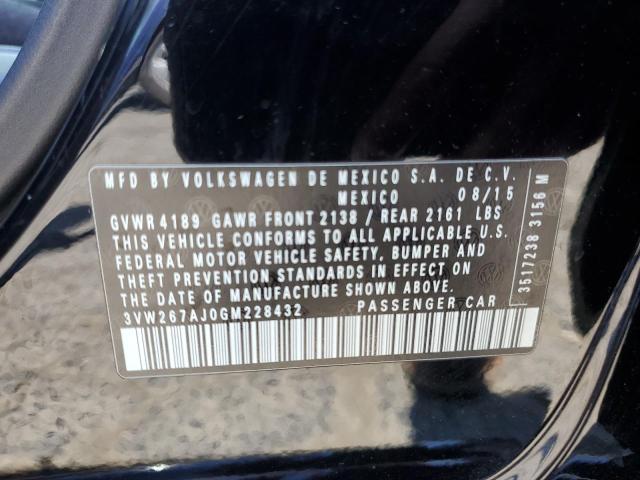 MFD BY VOLKSWAGEN DE MEXICO S.A. DE C.V.
MEXICO 08/15
GVWR 4189 GAWR FRONT 2138 / REAR 2161 LBS
THIS VEHICLE CONFORMS TO ALL APPLICABLE U.S.
FEDERAL MOTOR VEHICLE SAFETY, BUMPER AND
THEFT PREVENTION STANDARDS IN EFFECT ON
THE DATE OF MANUFACTURE SHOWN ABOVE.
3VW267AJ0GM228432 PASSENGER CAR
3517238 3156 M